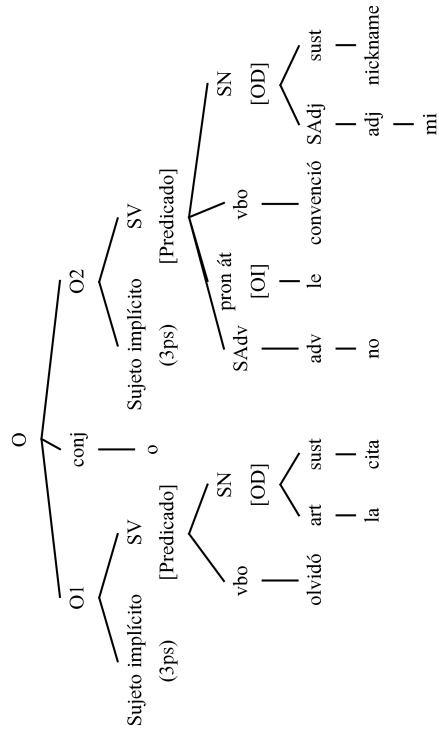 O
O1 conj O2
Sujeto implícito SV o Sujeto implícito SV
(3ps) [Predicado] (3ps) [Predicado]
vbo SN SAdv pron át vbo SN
[OD] [OI] [OD]
olvidó art sust adv le convenció SAdj sust
la cita no adj nickname
mi